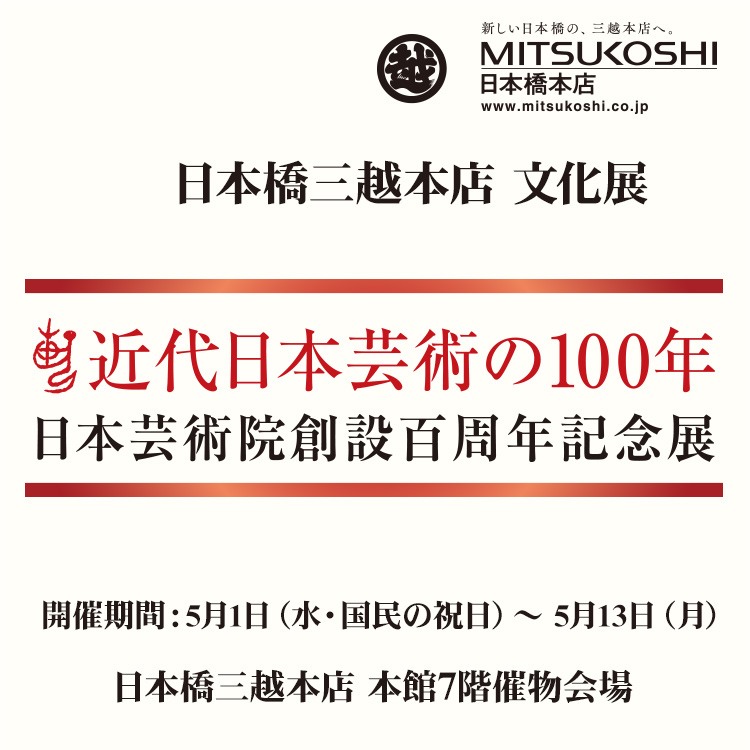 新しい日本橋の、三越本店へ。
越
MITSUKOSHI
日本橋本店
www.mitsukoshi.co.jp
日本橋三越本店 文化展
近代日本芸術の100年
日本芸術院創設百周年記念展
開催期間:5月1日(水・国民の祝日)〜 5月13日(月)
日本橋三越本店 本館7階催物会場